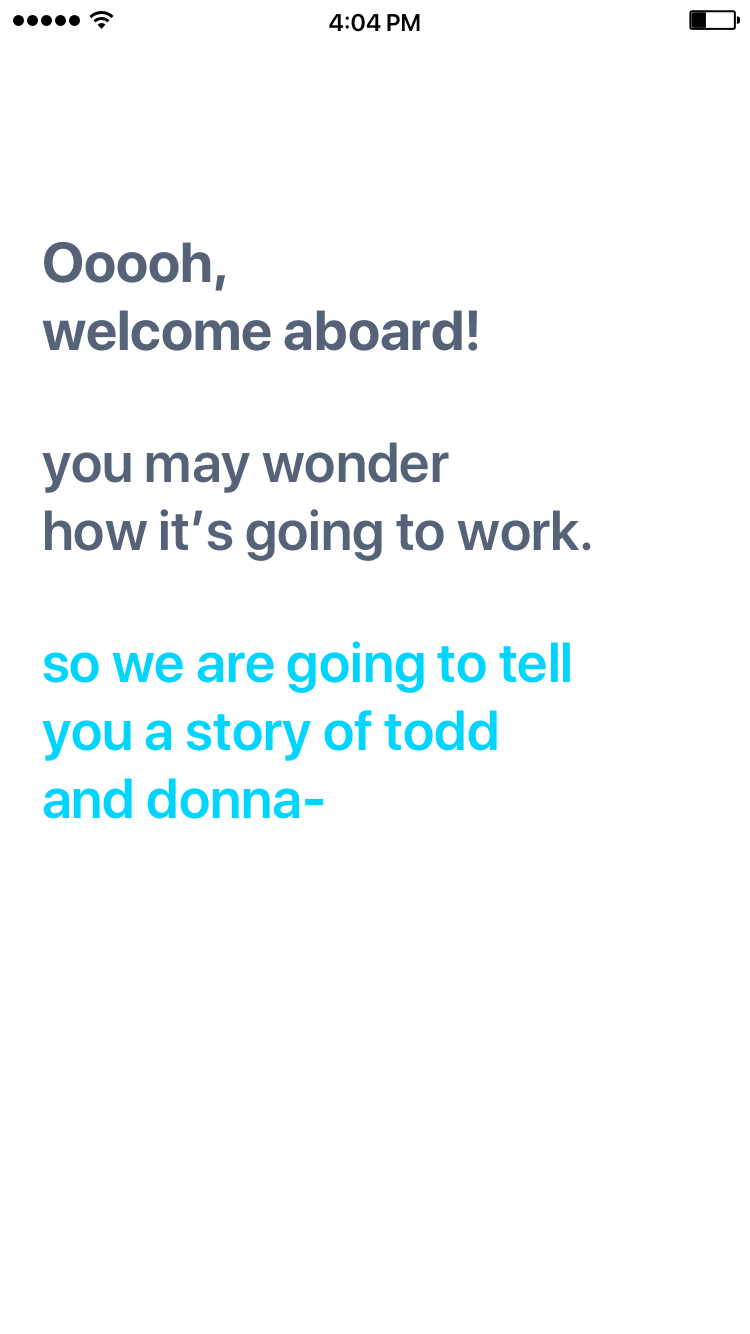 4:04 PM
Ooooh,
welcome aboard!
you may wonder
how it’s going to work.
so we are going to tell
you a story of todd
and donna-